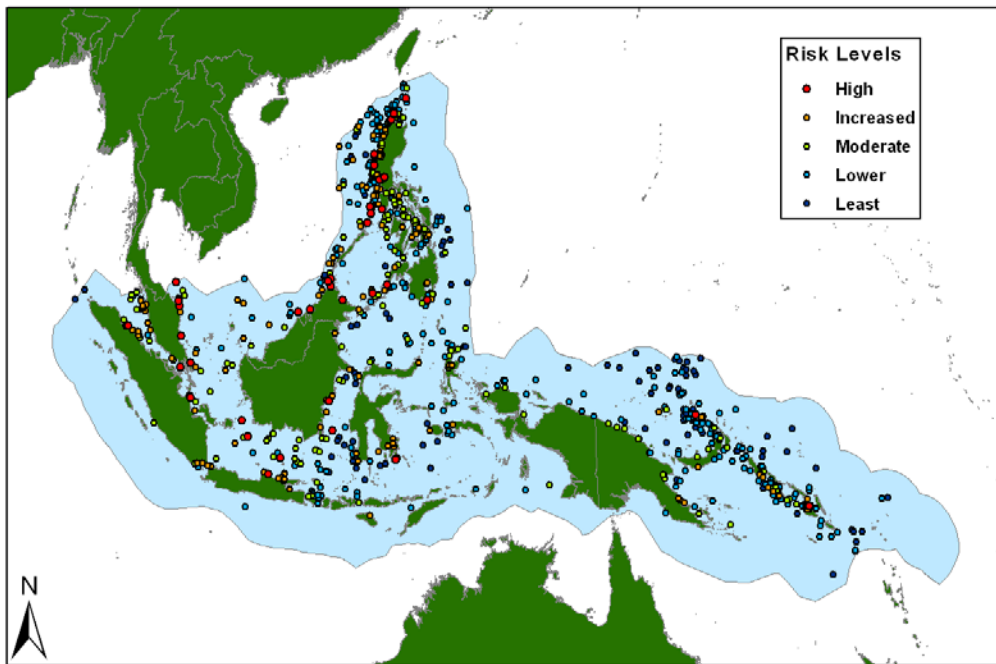 Risk Levels
High
Increased
Moderate
Lower
Least
N